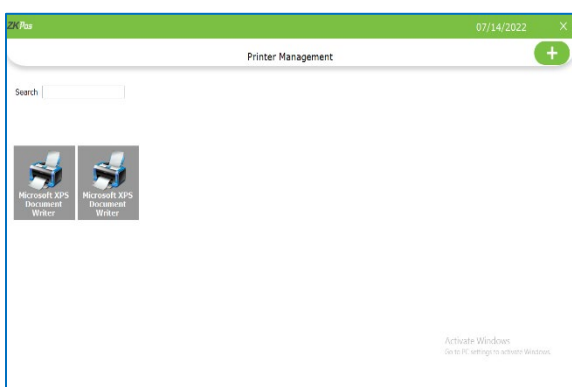 ZKPos
07/14/2022 X
Printer Management
+
Search
Microsoft XPS
Document
Writer
Microsoft XPS
Document
Writer
Activate Windows
Go to PC settings to activate Windows.